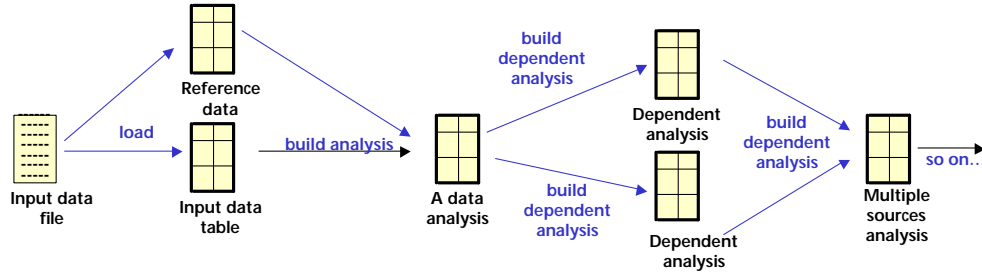 Input data
file
load
Reference
data
Input data
table
build analysis
A data
analysis
build
dependent
analysis
build
dependent
analysis
Dependent
analysis
Dependent
analysis
build
dependent
analysis
Multiple
sources
analysis
so on...